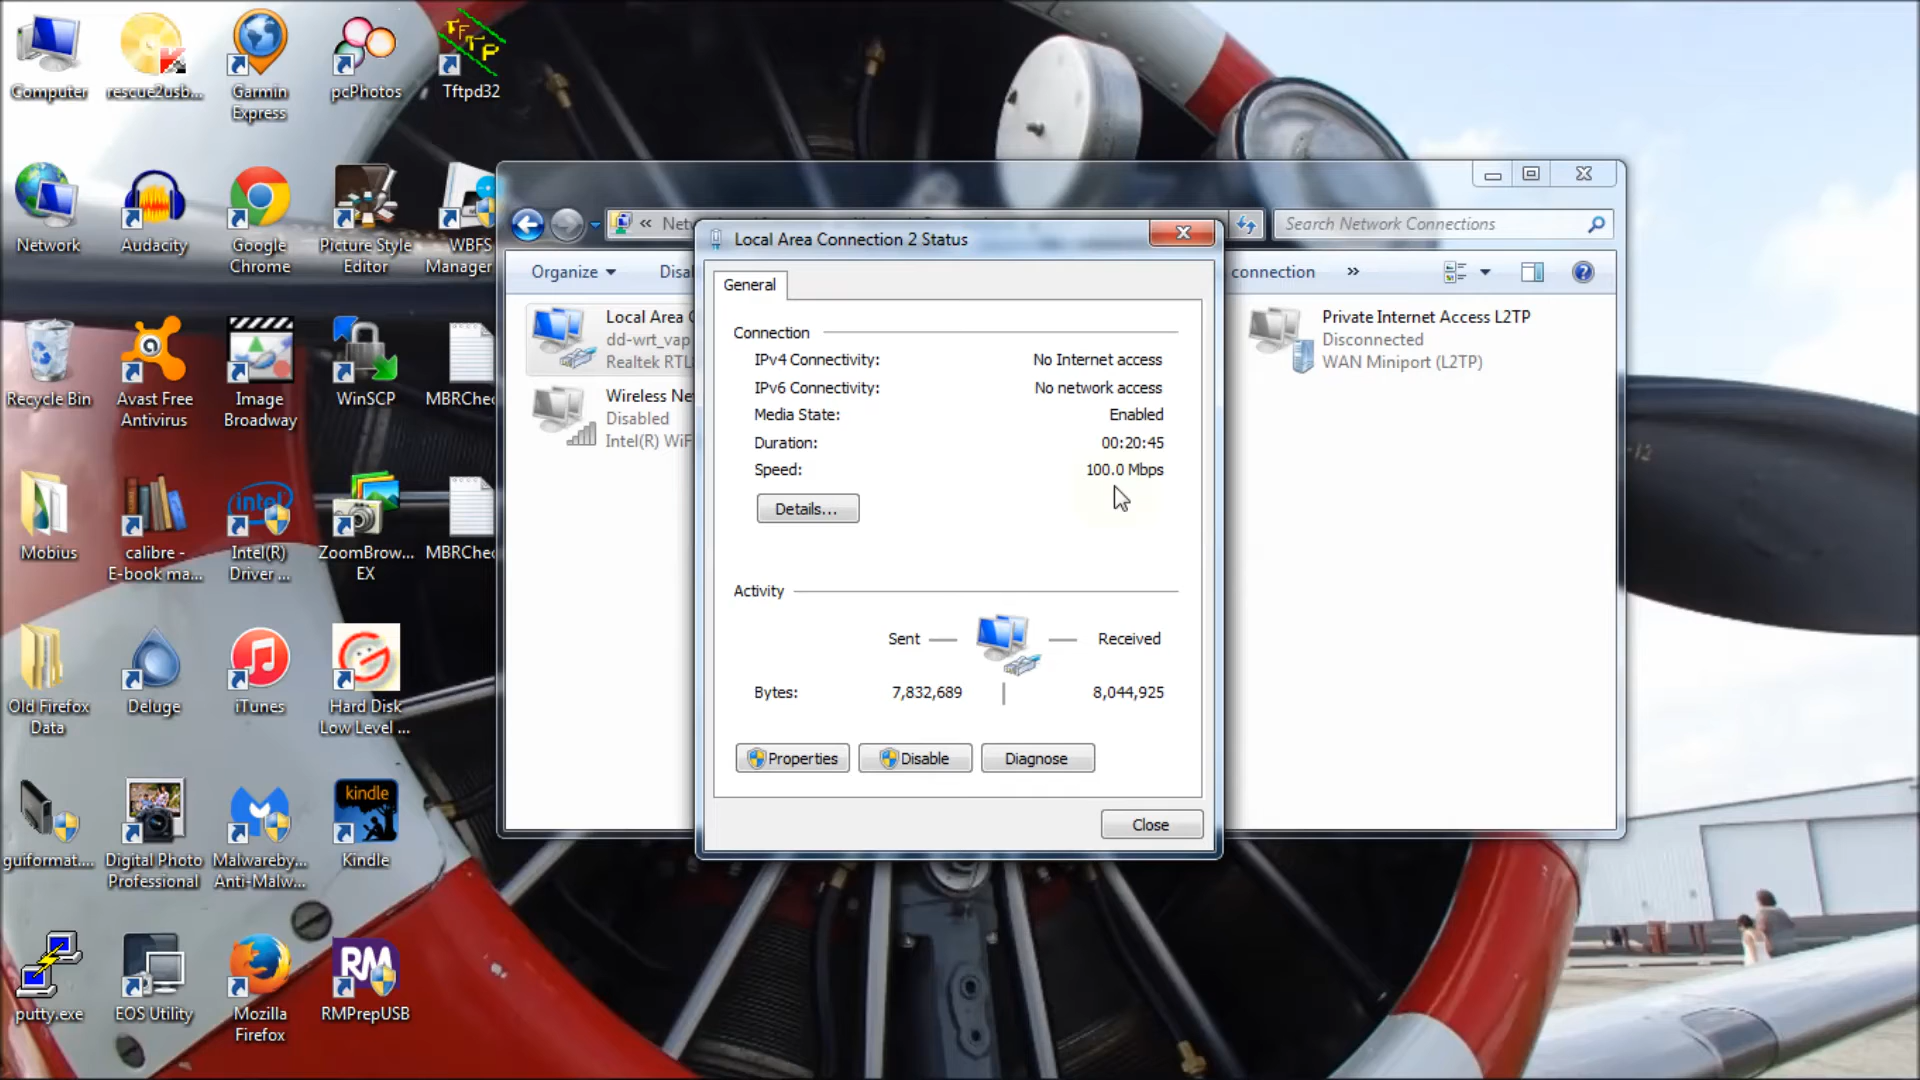 Computer
rescue2usb...
Garmin
Express
pcPhotos
TFTP
Tftpd32
Network
Audacity
Google
Chrome
Picture Style
Editor
WBFS
Manager
Recycle Bin
Avast Free
Antivirus
Image
Broadway
WinSCP
MBRChec
Mobius
calibre -
E-book ma...
intel
Intel(R)
Driver ...
ZoomBrow...
EX
MBRChec
Old Firefox
Data
Deluge
iTunes
Hard Disk
Low Level ...
guiformat....
Digital Photo
Professional
Malwareby...
Anti-Malw...
kindle
Kindle
putty.exe
EOS Utility
Mozilla
Firefox
RM
RMPrepUSB
«
Search Network Connections
Organize
connection
»
Local Area C
dd-wrt_vap
Realtek RTL
Wireless Ne
Disabled
Intel(R) WiF
Private Internet Access L2TP
Disconnected
WAN Miniport (L2TP)
Local Area Connection 2 Status
General
Connection
IPv4 Connectivity: No Internet access
IPv6 Connectivity: No network access
Media State: Enabled
Duration: 00:20:45
Speed: 100.0 Mbps
Details...
Activity
Sent Received
Bytes: 7,832,689 8,044,925
Properties
Disable
Diagnose
Close